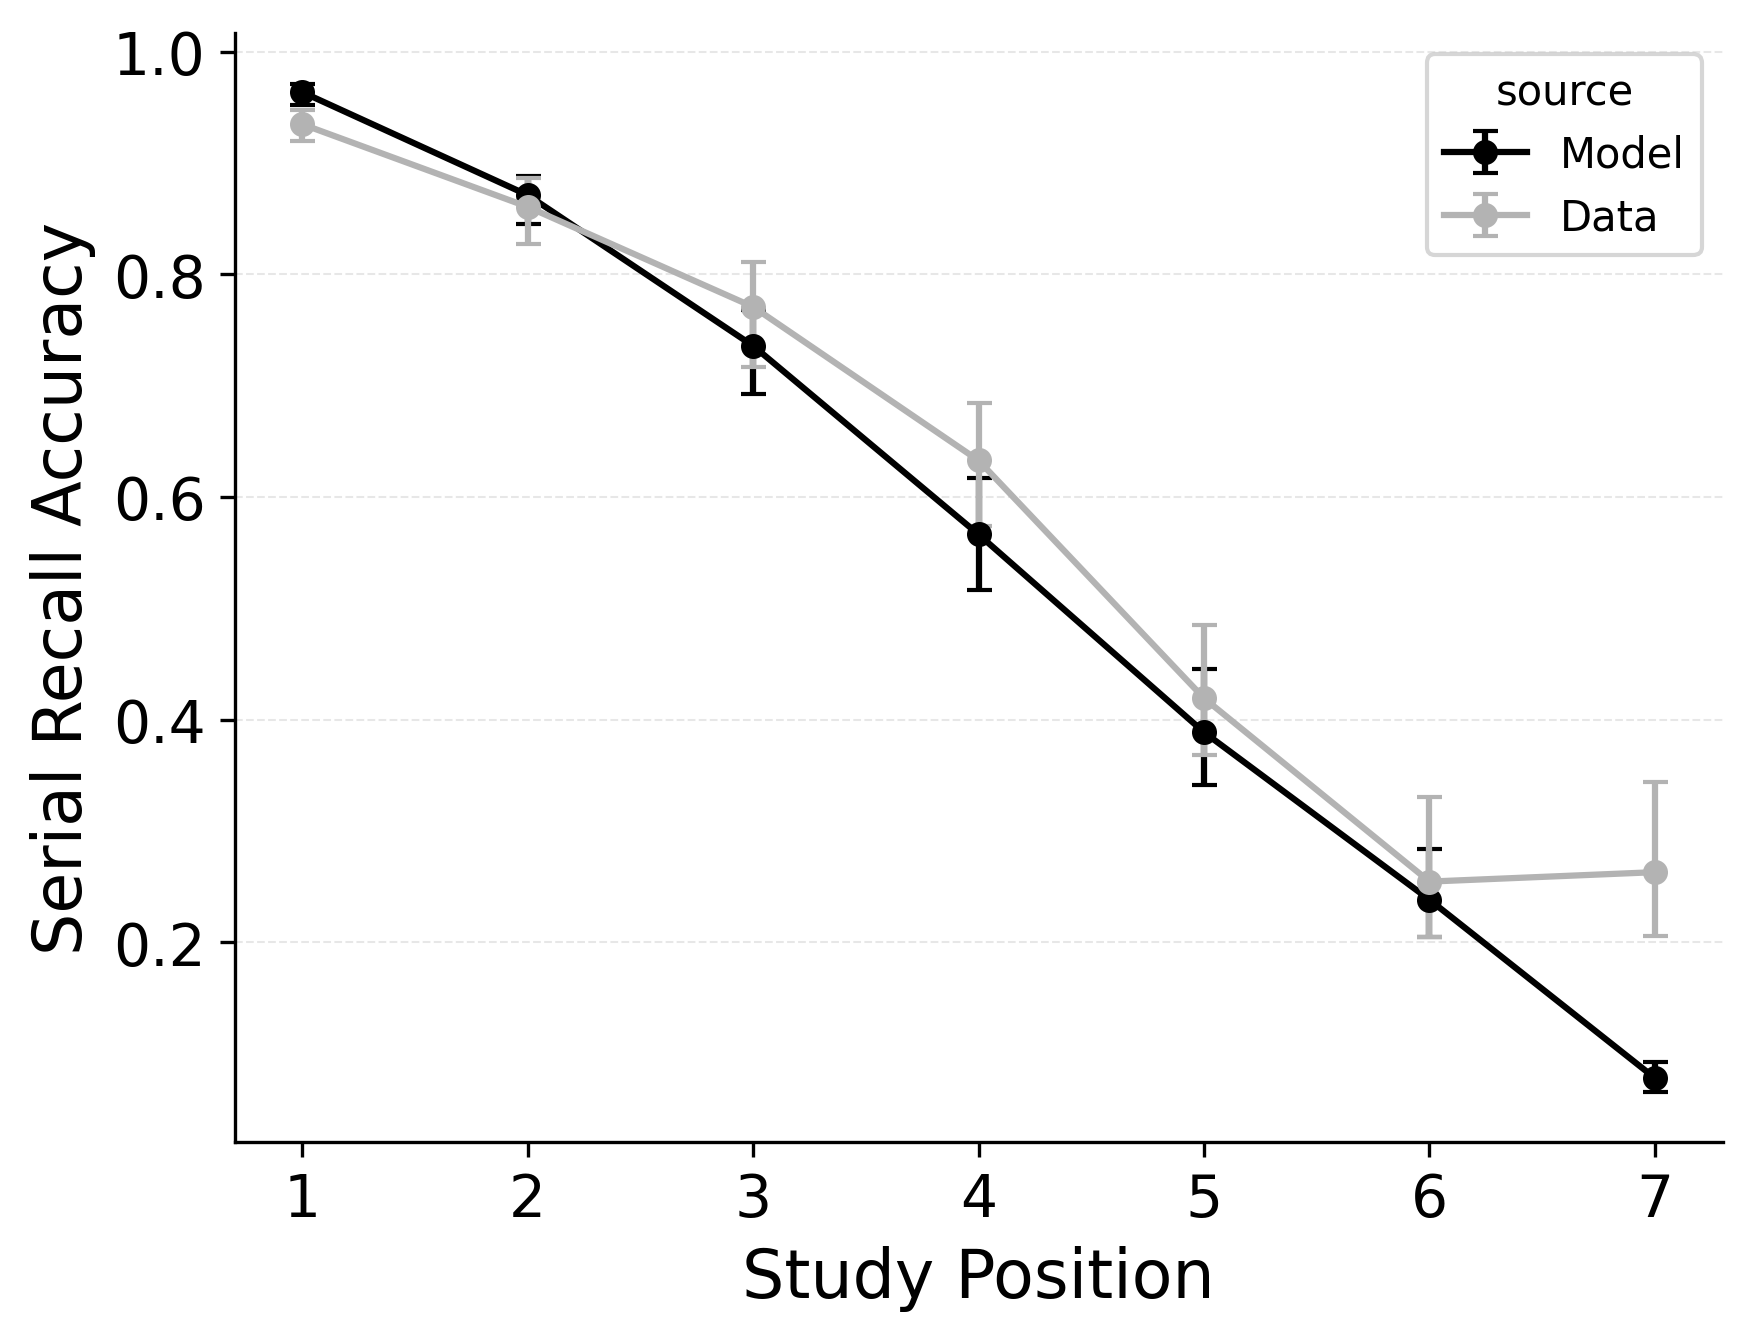 1.0
0.8
0.6
0.4
0.2
Serial Recall Accuracy
source
Model
Data
1 2 3 4 5 6 7
Study Position